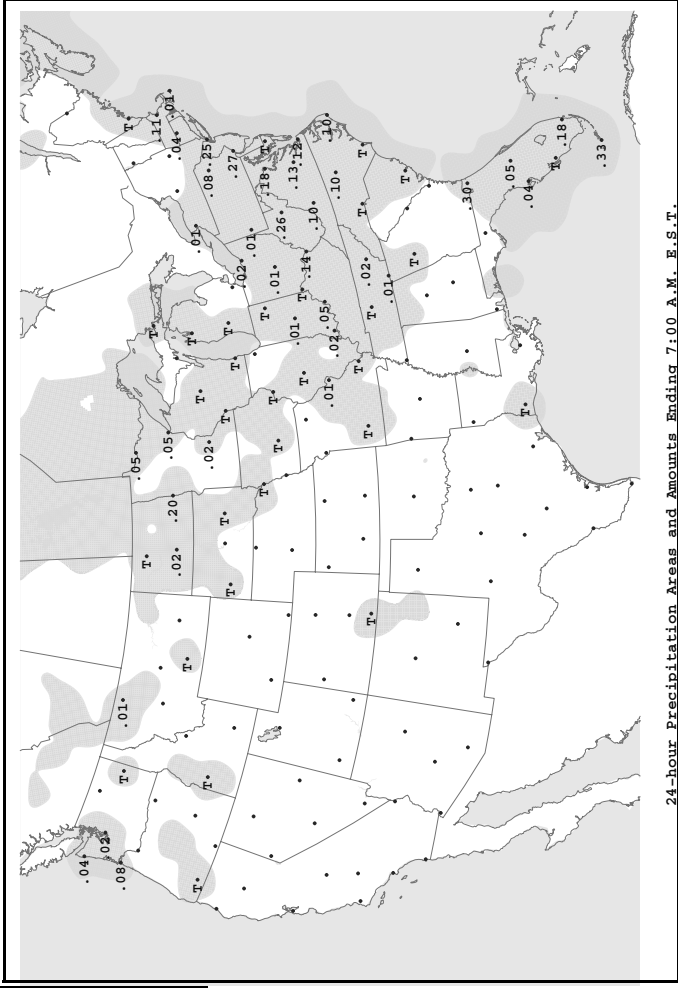 .04
.02
.08
T
T
T
.01
T
T
T
.02
.20
T
T
T
.05
.05
.02
T
T
T
T
T
T
.01
T
T
T
T
T
.01
.05
.02
T
T
.02
.01
T
.14
.01
.02
.01
.01
.26
.10
.18
.13
.12
T
.27
.08
.25
.04
.11
.01
T
.10
.10
T
T
T
.30
.05
.04
T
.18
.33
T
24-hour Precipitation Areas and Amounts Ending 7:00 A.M. E.S.T.